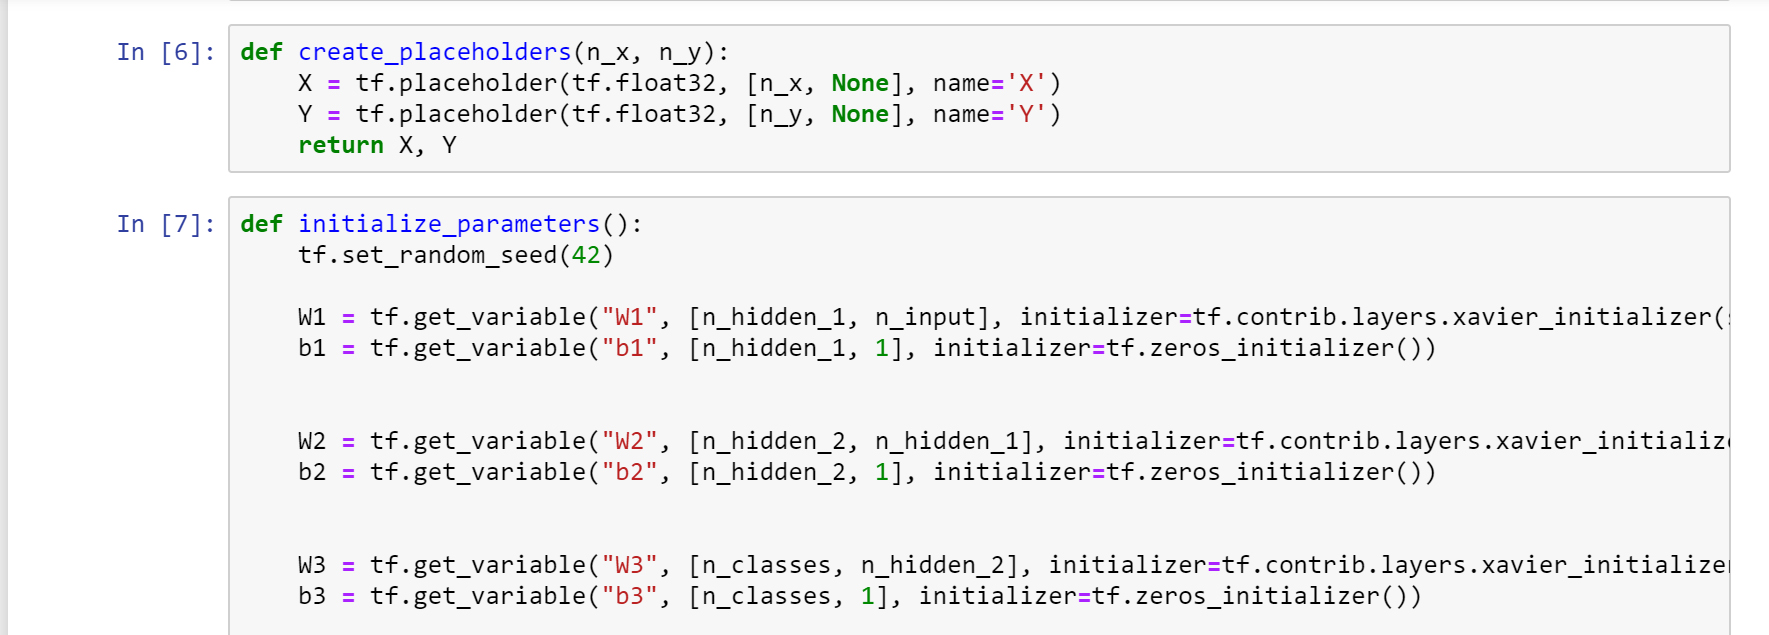 In [6]: def create_placeholders(n_x, n_y):
X = tf.placeholder(tf.float32, [n_x, None], name='X')
Y = tf.placeholder(tf.float32, [n_y, None], name='Y')
return X, Y
In [7]: def initialize_parameters():
tf.set_random_seed(42)
W1 = tf.get_variable("W1", [n_hidden_1, n_input], initializer=tf.contrib.layers.xavier_initializer(
b1 = tf.get_variable("b1", [n_hidden_1, 1], initializer=tf.zeros_initializer())
W2 = tf.get_variable("W2", [n_hidden_2, n_hidden_1], initializer=tf.contrib.layers.xavier_initializ
b2 = tf.get_variable("b2", [n_hidden_2, 1], initializer=tf.zeros_initializer())
W3 = tf.get_variable("W3", [n_classes, n_hidden_2], initializer=tf.contrib.layers.xavier_initialize
b3 = tf.get_variable("b3", [n_classes, 1], initializer=tf.zeros_initializer())